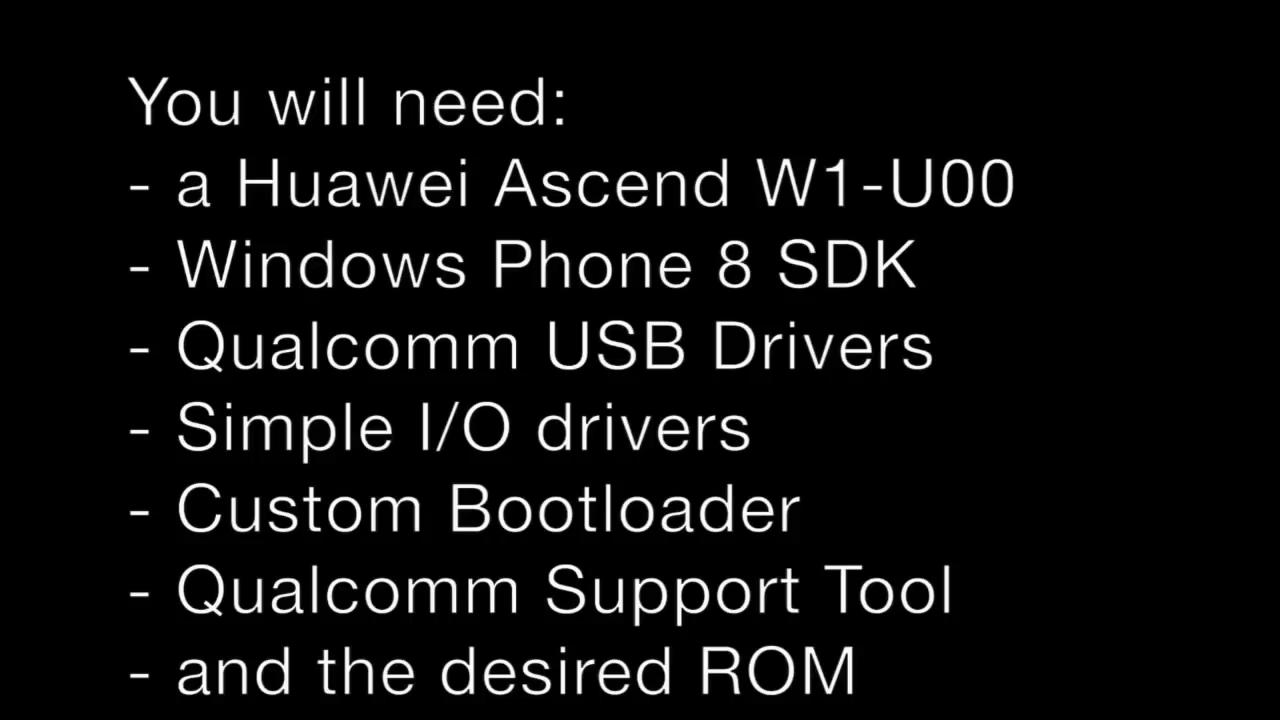 You will need:
- a Huawei Ascend W1-U00
- Windows Phone 8 SDK
- Qualcomm USB Drivers
- Simple I/O drivers
- Custom Bootloader
- Qualcomm Support Tool
- and the desired ROM